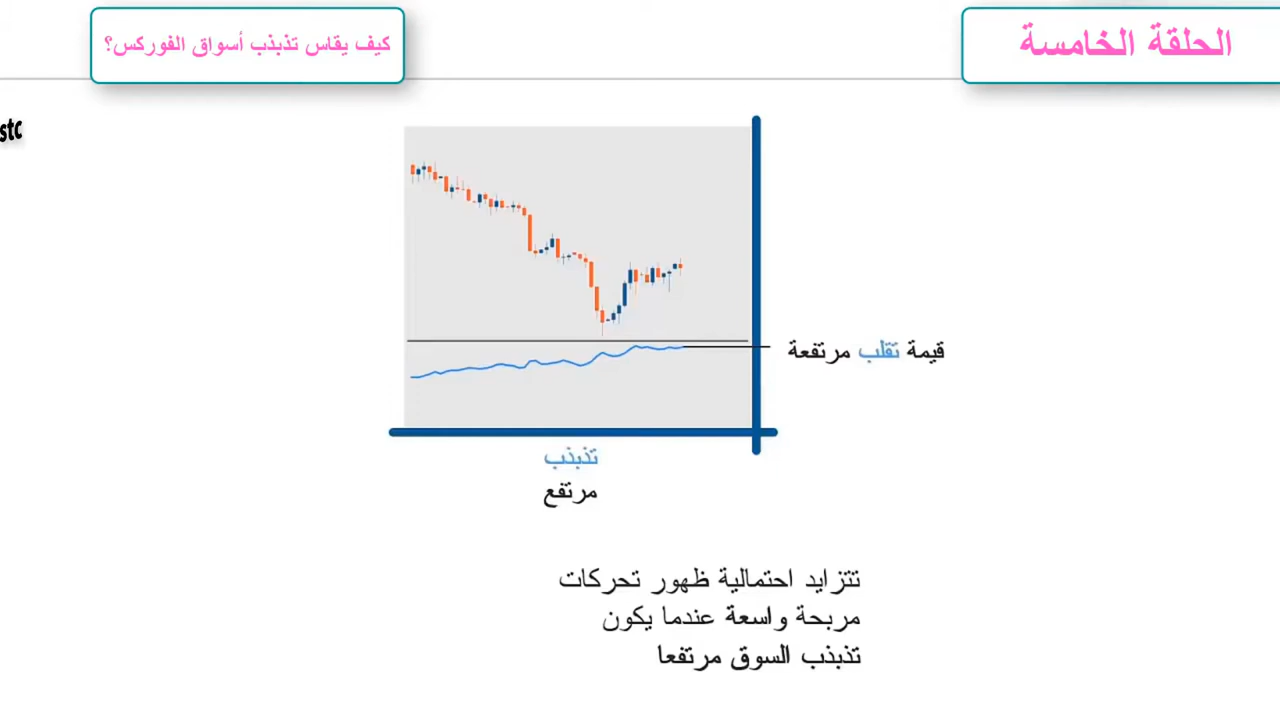 الحلقة الخامسة
كيف يقاس تذبذب أسواق الفوركس؟
stc
قيمة تقلب مرتفعة
تذبذب
مرتفع
تتزايد احتمالية ظهور تحركات
مربحة واسعة عندما يكون
تذبذب السوق مرتفعا